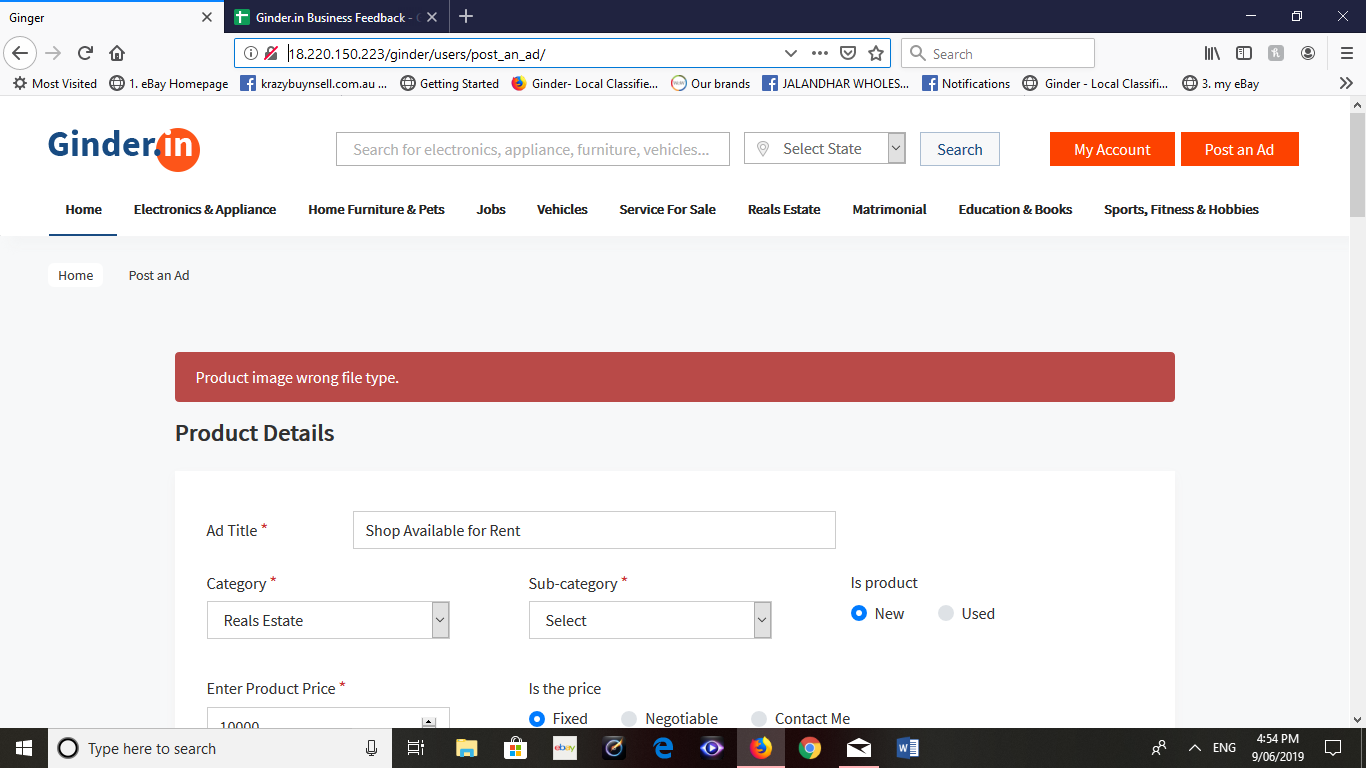 Ginger
Ginder.in Business Feedback -
18.220.150.223/ginder/users/post_an_ad/
Search
Most Visited 1. eBay Homepage krazybuynsell.com.au ... Getting Started Ginder- Local Classifie... Our brands JALANDHAR WHOLES... Notifications Ginder - Local Classifi... 3. my eBay
Ginder.in
Search for electronics, appliance, furniture, vehicles...
Select State
Search
My Account
Post an Ad
Home Electronics & Appliance Home Furniture & Pets Jobs Vehicles Service For Sale Reals Estate Matrimonial Education & Books Sports, Fitness & Hobbies
Home Post an Ad
Product image wrong file type.
Product Details
Ad Title *
Shop Available for Rent
Category * Sub-category * Is product
Reals Estate Select New Used
Enter Product Price * Is the price
10000 Fixed Negotiable Contact Me
Type here to search
ebay
ENG
4:54 PM
9/06/2019